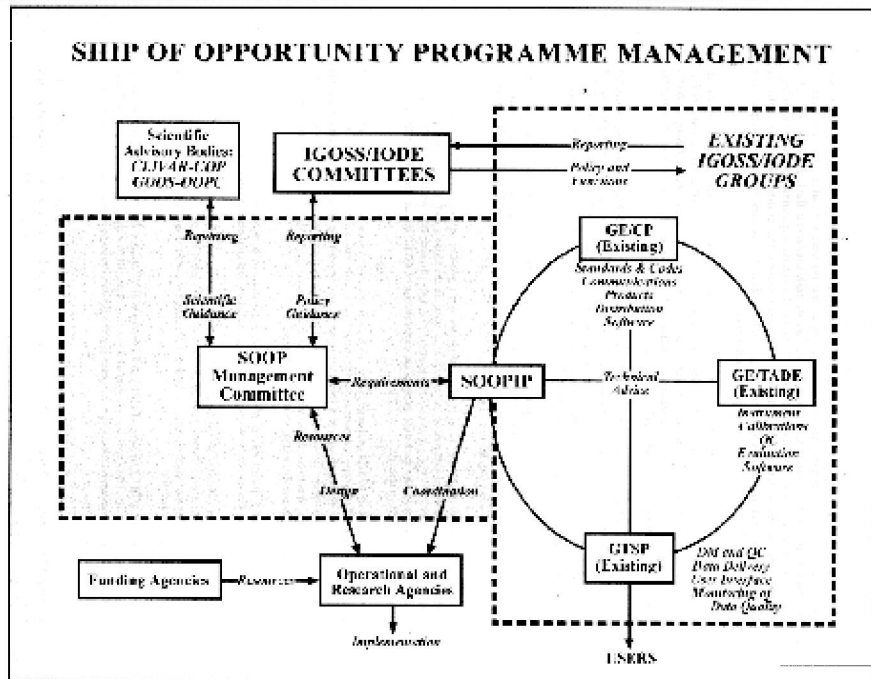 SHIP OF OPPORTUNITY PROGRAMME MANAGEMENT
Scientific
Advisory Bodies:
CLIVAR-COP
GOOS-OOPC
IGOSS/IODE
COMMITTEES
Reporting
Policy and
Functions
EXISTING
IGOSS/IODE
GROUPS
Reporting
Reporting
Scientific
Guidance
Policy
Guidance
GE/CP
(Existing)
Standards & Codes
Communications
Products
Distribution
Software
SOOP
Management
Committee
Requirements
SOOPIP
Technical
Advice
GE/TADE
(Existing)
Instrument
Calibrations
QC
Evaluation
Software
Resources
Design
Coordination
Funding Agencies
Resources
Operational and
Research Agencies
Implementation
GTSP
(Existing)
DM and QC
Data Delivery
User Interface
Monitoring of
Data Quality
USERS